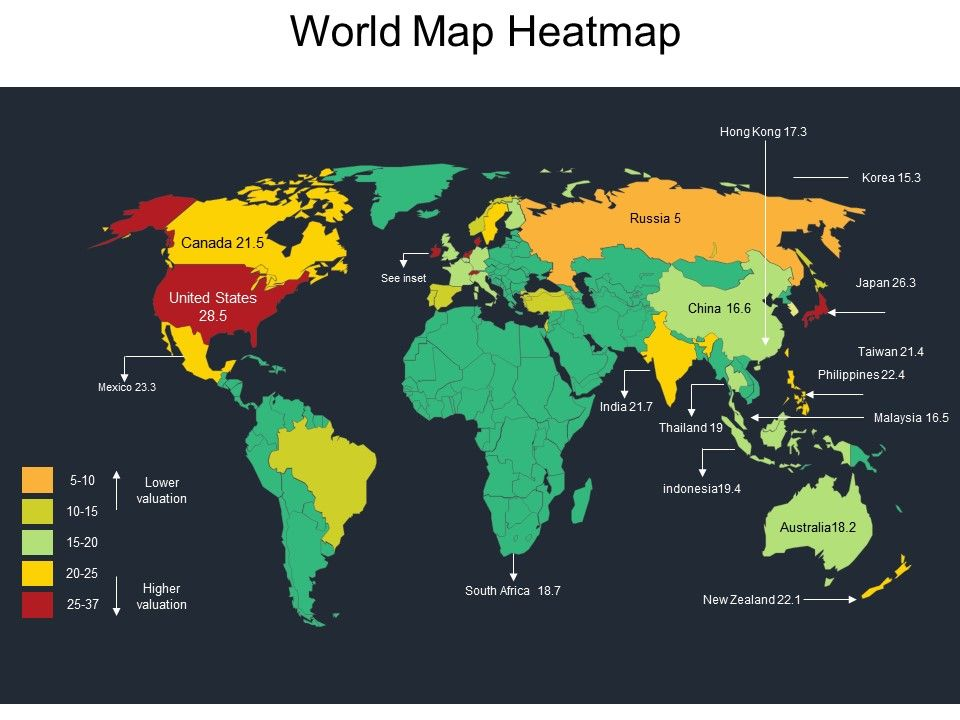 World Map Heatmap
Hong Kong 17.3
Korea 15.3
Russia 5
Canada 21.5
See inset
Japan 26.3
United States
28.5
China 16.6
Taiwan 21.4
Philippines 22.4
Mexico 23.3
India 21.7
Malaysia 16.5
Thailand 19
indonesia19.4
5-10
Lower
valuation
10-15
15-20
20-25
Higher
valuation
25-37
Australia18.2
South Africa 18.7
New Zealand 22.1